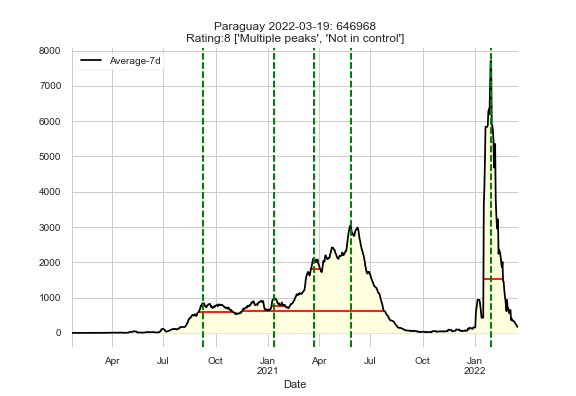 Paraguay 2022-03-19: 646968
Rating:8 ['Multiple peaks', 'Not in control']
Average-7d
8000
7000
6000
5000
4000
3000
2000
1000
0
Apr Jul Oct Jan Apr Jul Oct Jan
2021 2022
Date